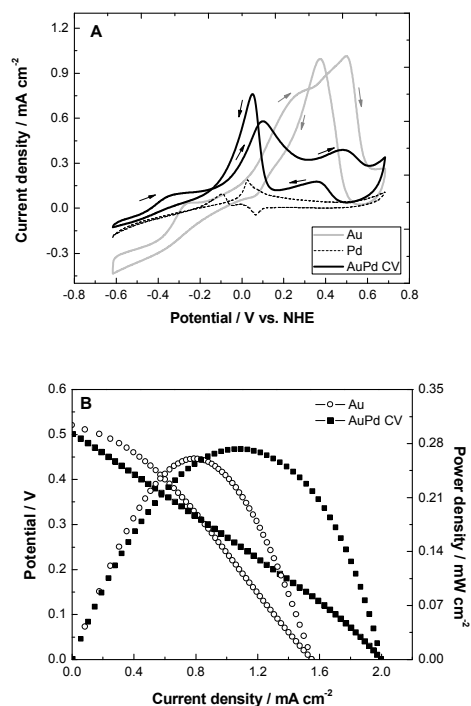 A
Current density / mA cm-2
1.2
0.9
0.6
0.3
0.0
-0.3
Au
Pd
AuPd CV
-0.8 -0.6 -0.4 -0.2 0.0 0.2 0.4 0.6 0.8
Potential / V vs. NHE
B
Potential / V
0.6
0.5
0.4
0.3
0.2
0.1
0.0
Au
AuPd CV
0.35
0.28
0.21
0.14
0.07
0.00
Power density / mW cm-2
0.0 0.4 0.8 1.2 1.6 2.0
Current density / mA cm-2